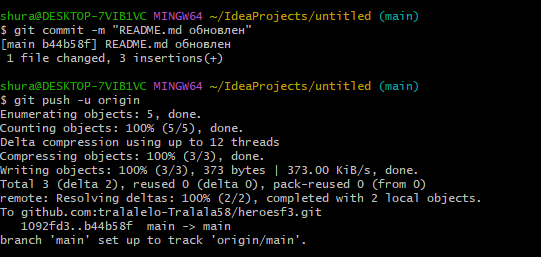 shura@DESKTOP-7VIB1VC MINGW64 ~/IdeaProjects/untitled (main)
$ git commit -m "README.md обновлен"
[main b44b58f] README.md обновлен
 1 file changed, 3 insertions(+)

shura@DESKTOP-7VIB1VC MINGW64 ~/IdeaProjects/untitled (main)
$ git push -u origin
Enumerating objects: 5, done.
Counting objects: 100% (5/5), done.
Delta compression using up to 12 threads
Compressing objects: 100% (3/3), done.
Writing objects: 100% (3/3), 373 bytes | 373.00 KiB/s, done.
Total 3 (delta 2), reused 0 (delta 0), pack-reused 0 (from 0)
remote: Resolving deltas: 100% (2/2), completed with 2 local objects.
To github.com:tralalelo-Tralala58/heroesf3.git
   1092fd3..b44b58f  main -> main
branch 'main' set up to track 'origin/main'.